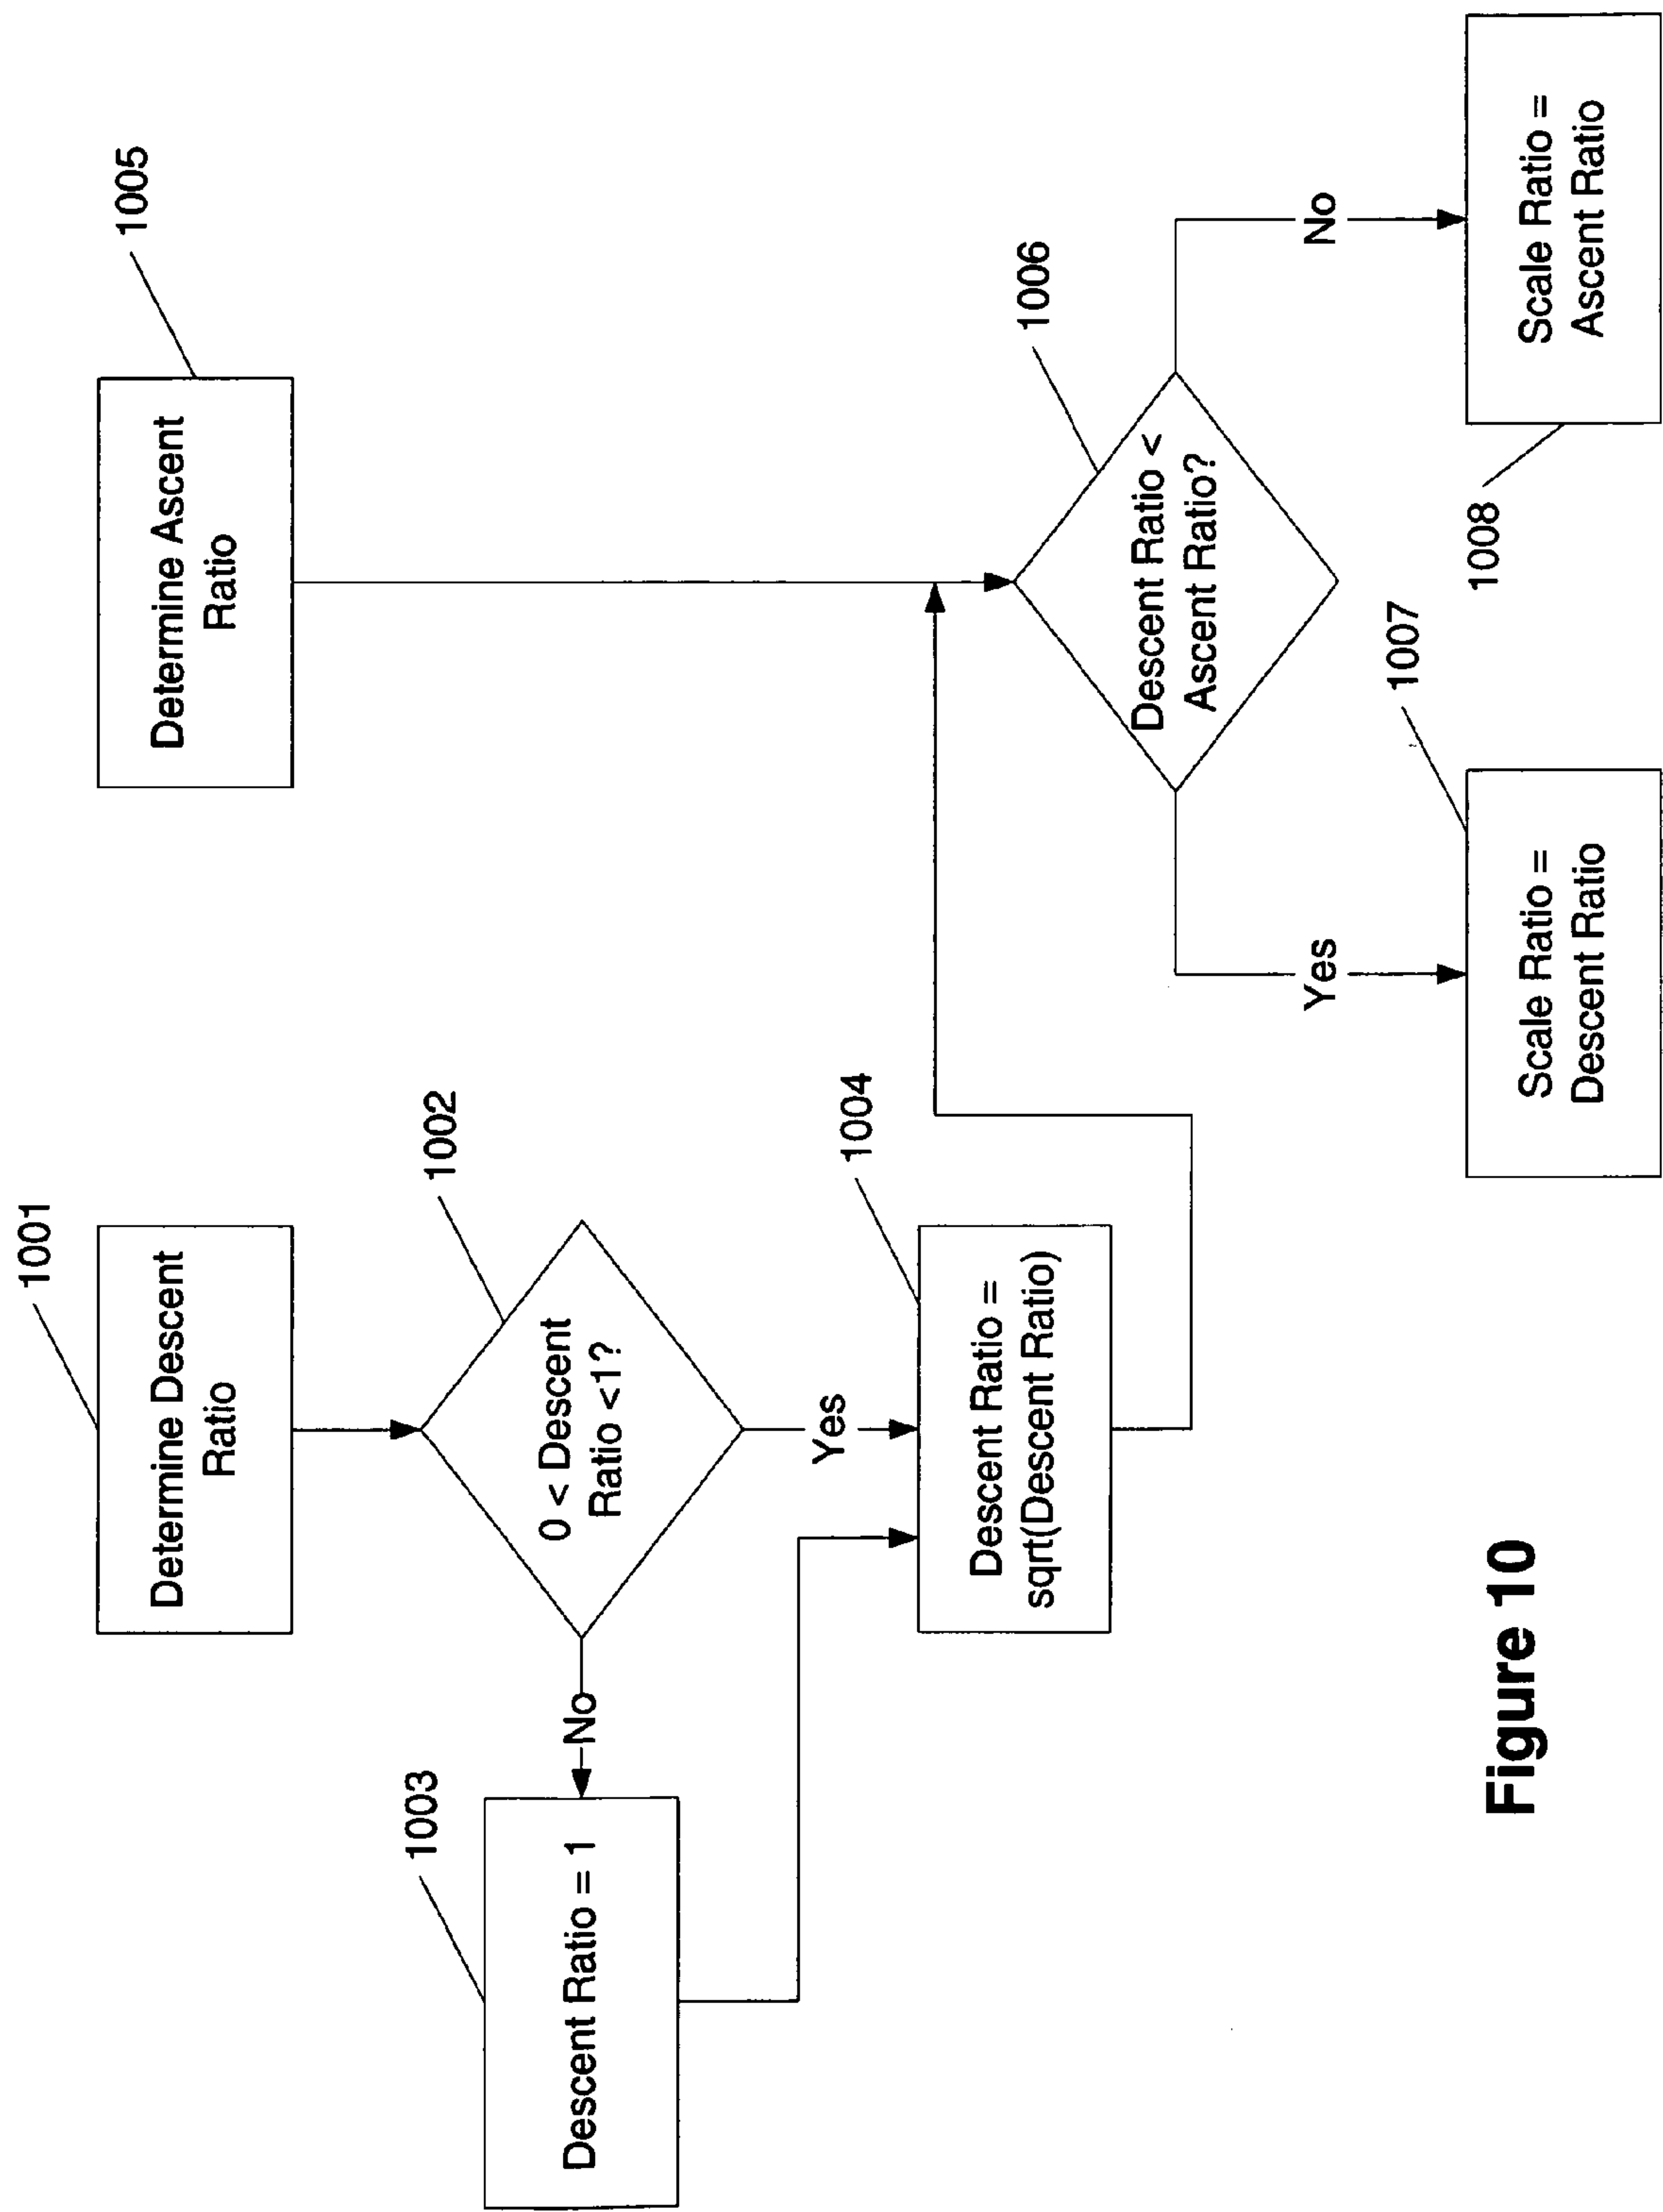 1001
Determine Descent
Ratio
1005
Determine Ascent
Ratio
1002
0 < Descent
Ratio <1?
No
Yes
1003
Descent Ratio = 1
1004
Descent Ratio =
sqrt(Descent Ratio)
1006
Descent Ratio <
Ascent Ratio?
Yes
No
1007
Scale Ratio =
Descent Ratio
1008
Scale Ratio =
Ascent Ratio
Figure 10